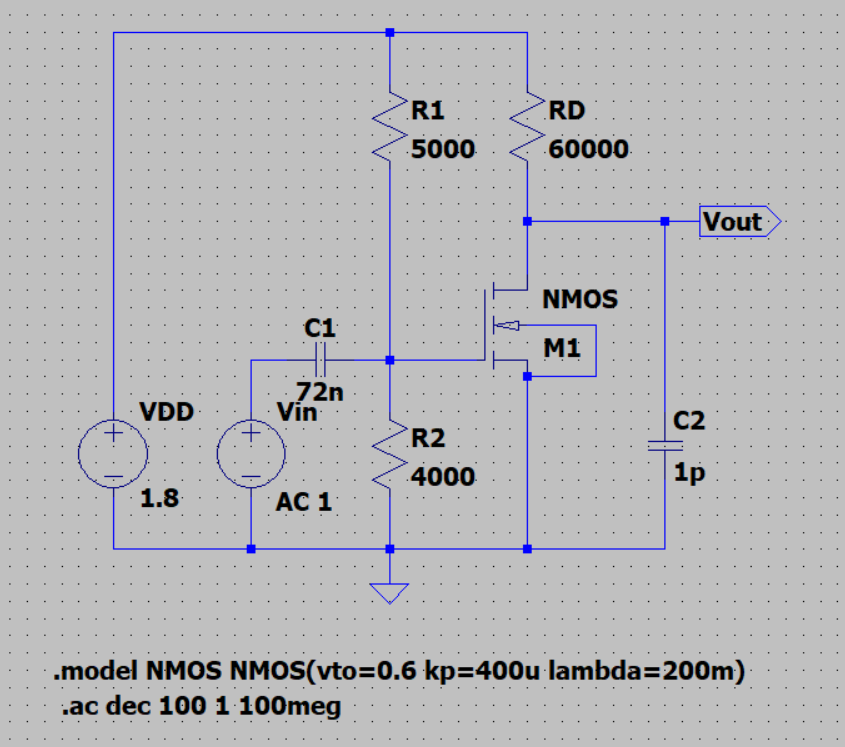 R1
5000
RD
60000
Vout
NMOS
M1
C1
72n
VDD
1.8
Vin
AC 1
R2
4000
C2
1p
.model NMOS NMOS(vto=0.6 kp=400u lambda=200m)
.ac dec 100 1 100meg